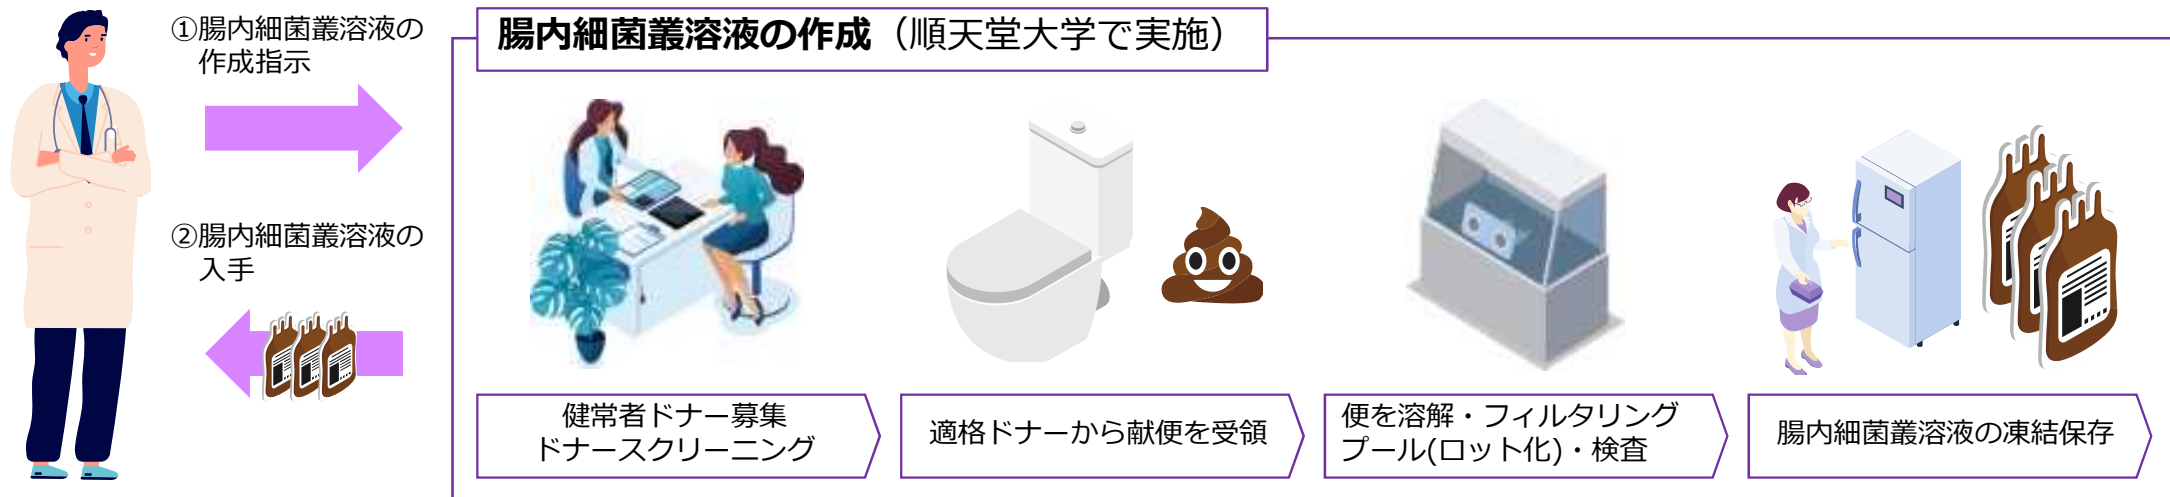 ①腸内細菌叢溶液の
作成指示
②腸内細菌叢溶液の
入手
腸内細菌叢溶液の作成（順天堂大学で実施）
健常者ドナー募集
ドナースクリーニング
適格ドナーから献便を受領
便を溶解・フィルタリング
プール(ロット化)・検査
腸内細菌叢溶液の凍結保存